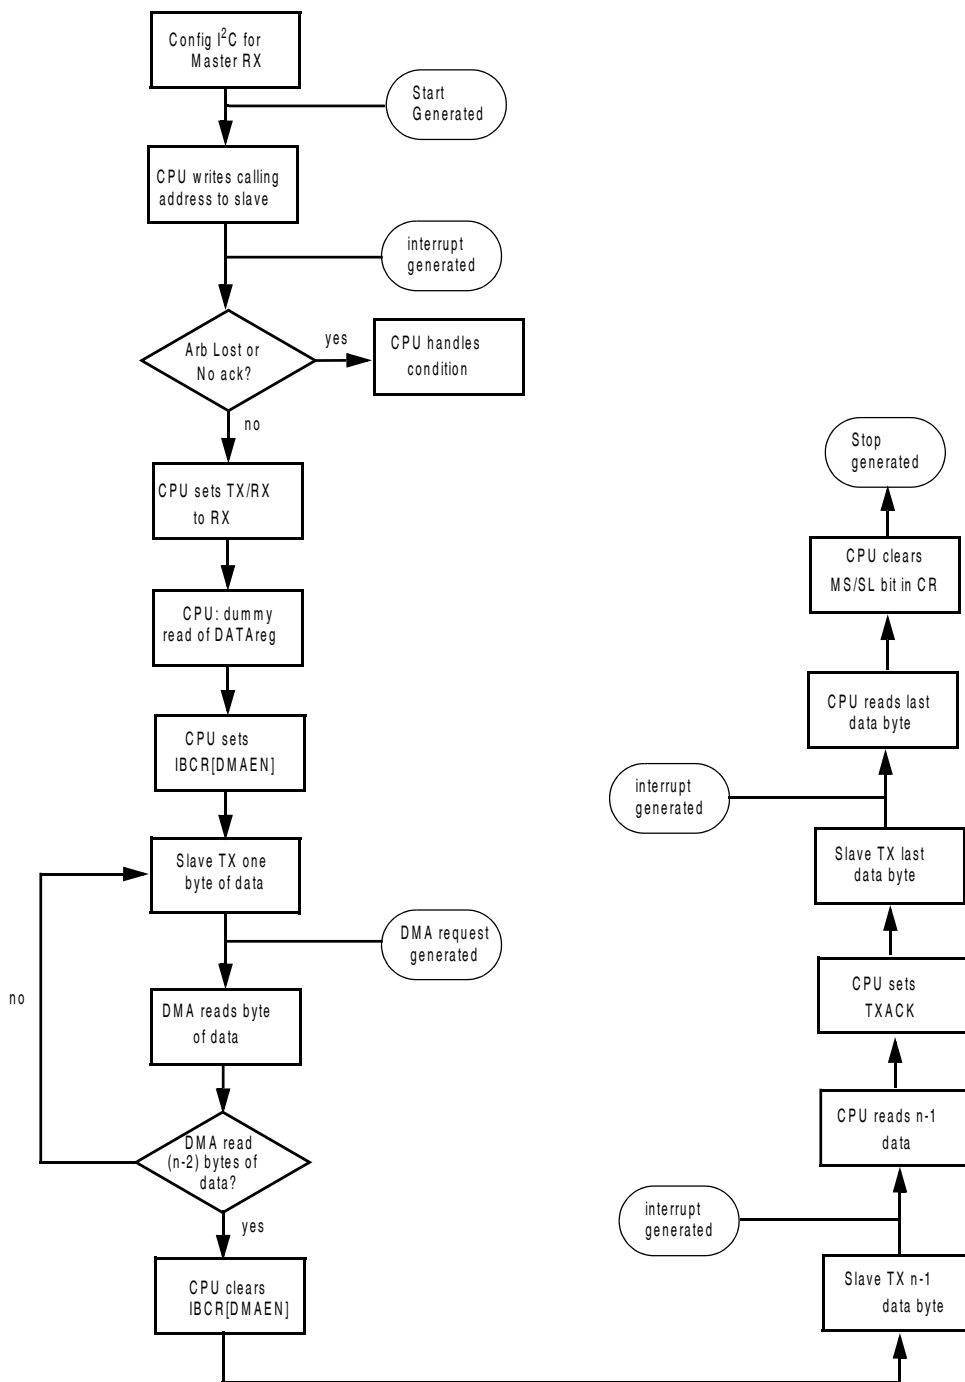 Config I²C for
Master RX
Start
Generated
CPU writes calling
address to slave
interrupt
generated
Arb Lost or
No ack?
yes
CPU handles
condition
no
CPU sets TX/RX
to RX
CPU: dummy
read of DATAreg
CPU sets
IBCR[DMAEN]
Slave TX one
byte of data
DMA request
generated
no
DMA reads byte
of data
DMA read
(n-2) bytes of
data?
yes
CPU clears
IBCR[DMAEN]
Slave TX n-1
data byte
interrupt
generated
CPU reads n-1
data
CPU sets
TXACK
Slave TX last
data byte
interrupt
generated
CPU reads last
data byte
CPU clears
MS/SL bit in CR
Stop
generated